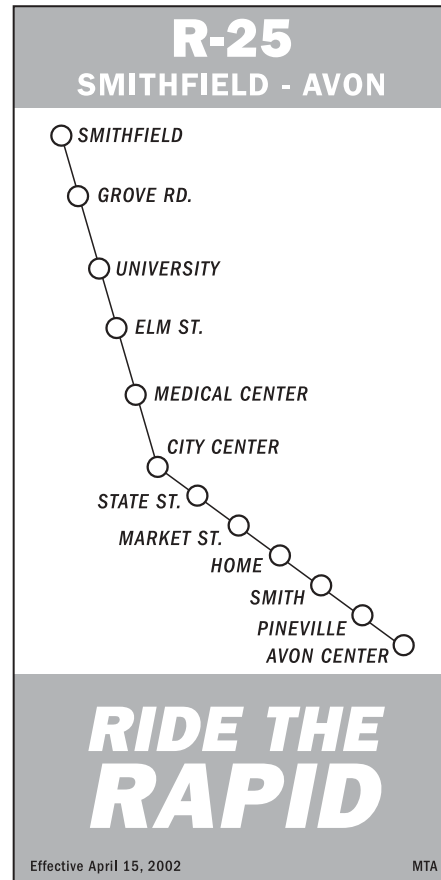 R-25
SMITHFIELD - AVON
SMITHFIELD
GROVE RD.
UNIVERSITY
ELM ST.
MEDICAL CENTER
CITY CENTER
STATE ST.
MARKET ST.
HOME
SMITH
PINEVILLE
AVON CENTER
RIDE THE
RAPID
Effective April 15, 2002 MTA